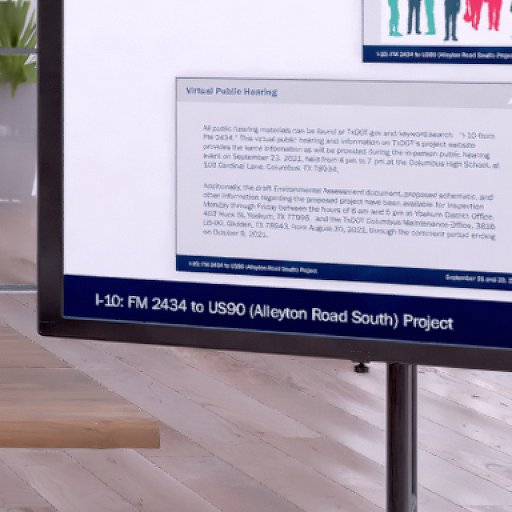 I-10: FM 2434 to US90 (Alleyton Road South) Project
Virtual Public Hearing
All public hearing materials can be found at TxDOT.gov and keyword search "I-10 from
FM 2434." This virtual public hearing and information on TxDOT's project website
provides the same information as will be provided during the in-person public hearing
event on September 23, 2021, held from 4 pm to 7 pm at the Columbus High School, at
103 Cardinal Lane, Columbus, TX 78934.
Additionally, the draft Environmental Assessment document, proposed schematic, and
other information regarding the proposed project have been available for inspection
Monday through Friday between the hours of 8 am and 5 pm at Yoakum District Office,
403 Huck St, Yoakum, TX 77995, and the TxDOT Columbus Maintenance Office, 3816
US-90, Glidden, TX 78943, from August 30, 2021, through the comment period ending
on October 8, 2021.
I-10: FM 2434 to US90 (Alleyton Road South) Project
September 23 and
I-10: FM 2434 to US90 (Alleyton Road South) Project